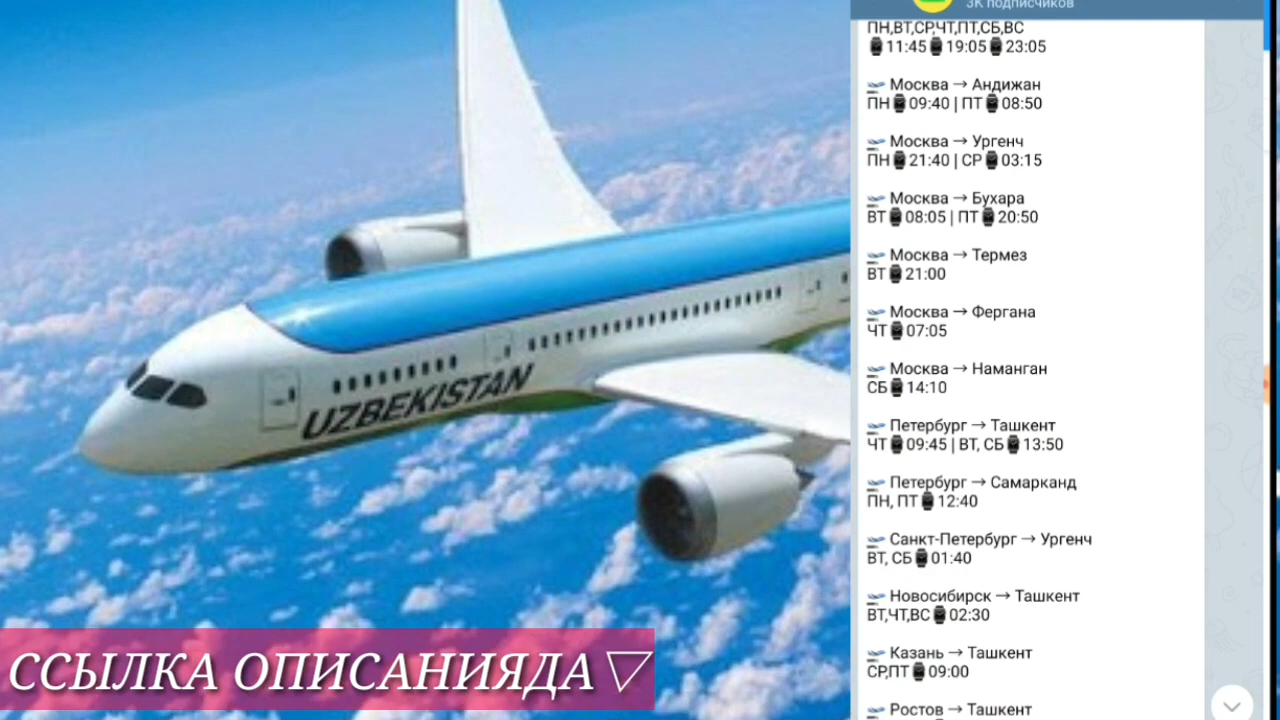 UZBEKISTAN
ССЫЛКА ОПИСАНИЯДА
3K подписчиков
ПН,ВТ,СР,ЧТ,ПТ,СБ,ВС
11:45 19:05 23:05
Москва → Андижан
ПН 09:40 | ПТ 08:50
Москва → Ургенч
ПН 21:40 | СР 03:15
Москва → Бухара
ВТ 08:05 | ПТ 20:50
Москва → Термез
ВТ 21:00
Москва → Фергана
ЧТ 07:05
Москва → Наманган
СБ 14:10
Петербург → Ташкент
ЧТ 09:45 | ВТ, СБ 13:50
Петербург → Самарканд
ПН, ПТ 12:40
Санкт-Петербург → Ургенч
ВТ, СБ 01:40
Новосибирск → Ташкент
ВТ,ЧТ,ВС 02:30
Казань → Ташкент
СР,ПТ 09:00
Ростов → Ташкент